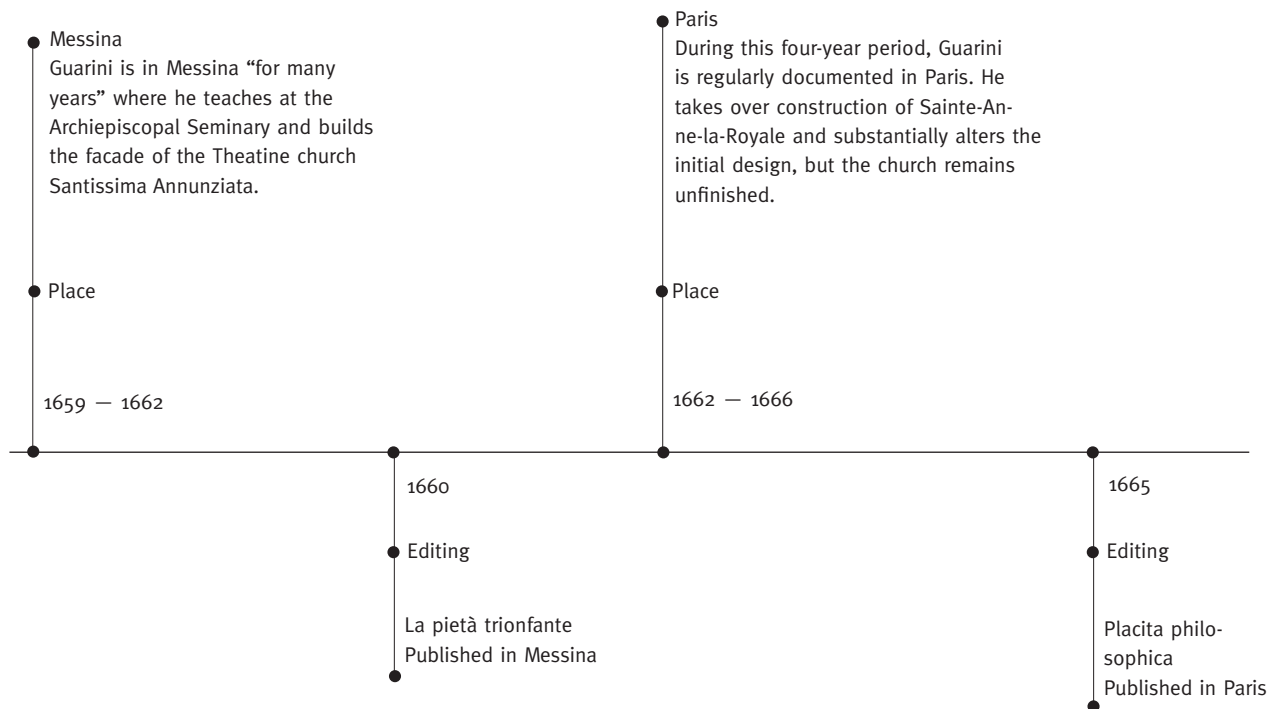 Messina
Guarini is in Messina “for many
years” where he teaches at the
Archiepiscopal Seminary and builds
the facade of the Theatine church
Santissima Annunziata.
Place
1659 — 1662
Paris
During this four-year period, Guarini
is regularly documented in Paris. He
takes over construction of Sainte-An-
ne-la-Royale and substantially alters the
initial design, but the church remains
unfinished.
Place
1662 — 1666
1660
Editing
La pietà trionfante
Published in Messina
1665
Editing
Placita philo-
sophica
Published in Paris